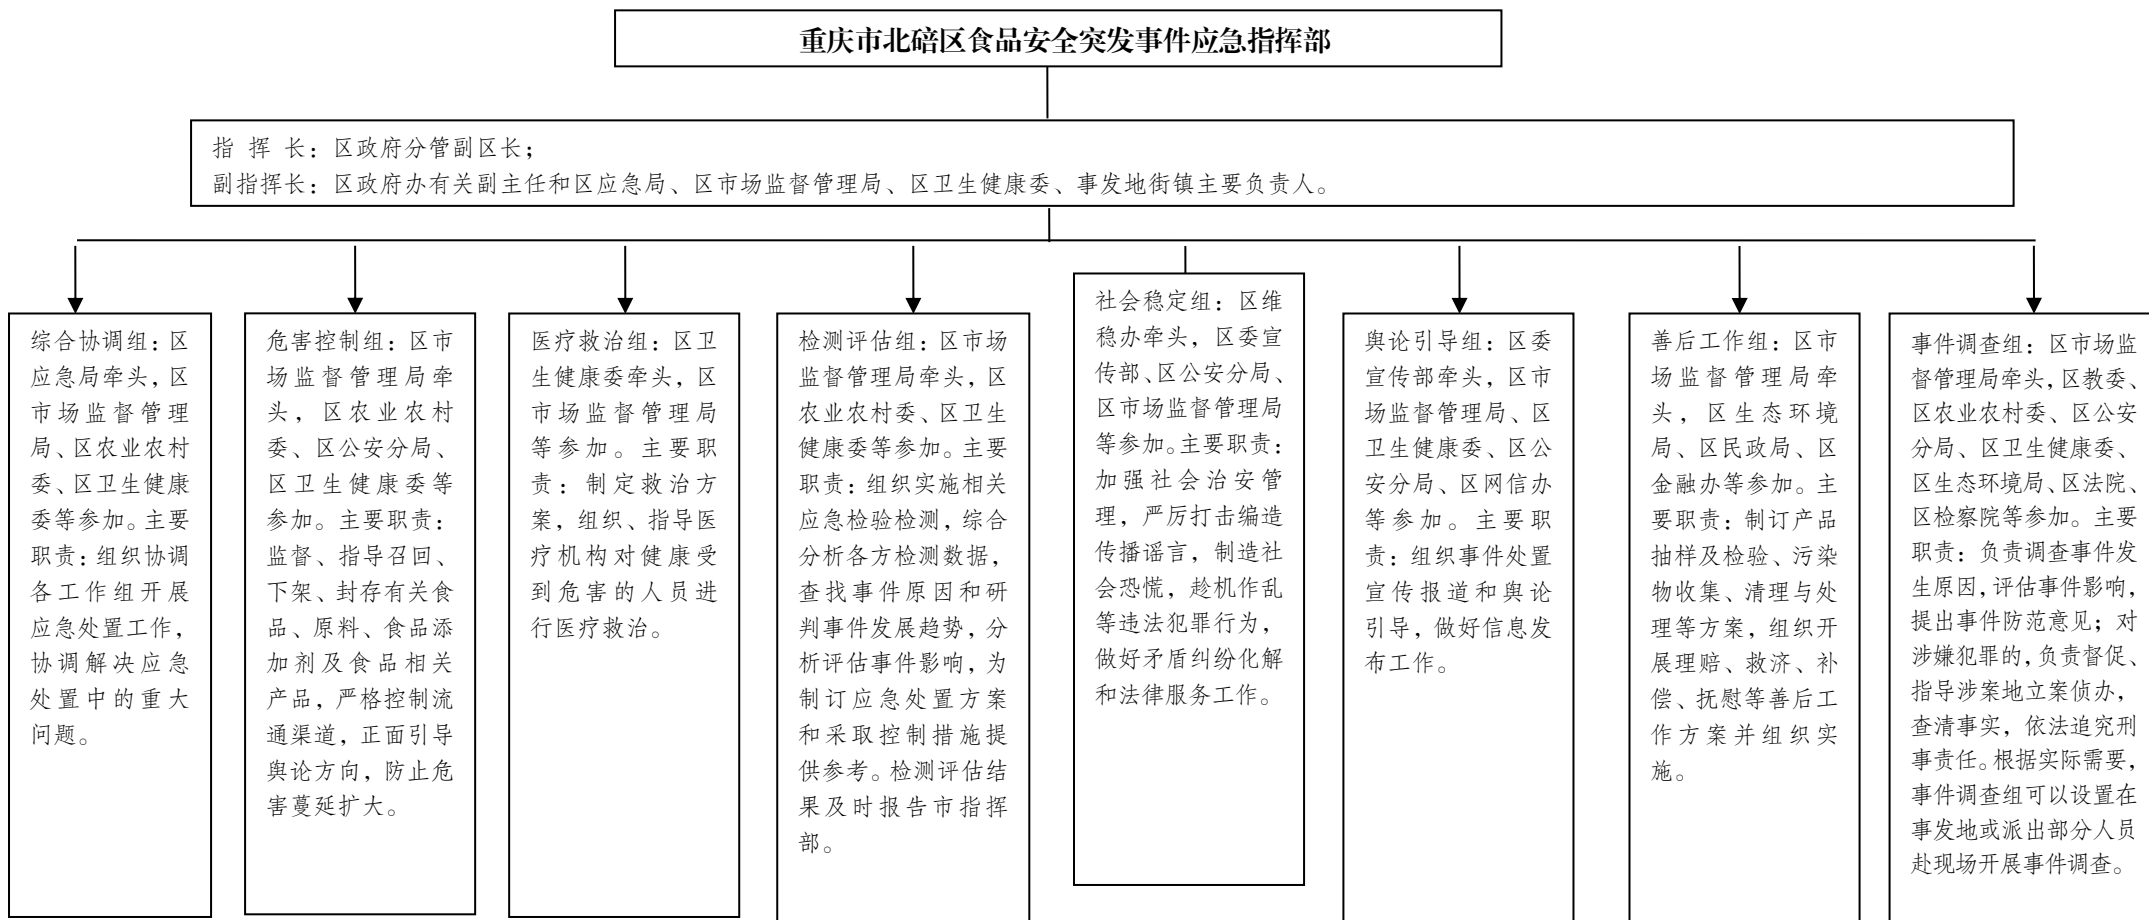 重庆市北碚区食品安全突发事件应急指挥部
指 挥 长：区政府分管副区长；
副指挥长：区政府办有关副主任和区应急局、区市场监督管理局、区卫生健康委、事发地街镇主要负责人。
综合协调组：区
应急局牵头，区
市场监督管理
局、区农业农村
委、区卫生健康
委等参加。主要
职责：组织协调
各工作组开展
应急处置工作，
协调解决应急
处置中的重大
问题。
危害控制组：区市
场监督管理局牵
头，区农业农村
委、区公安分局、
区卫生健康委等
参加。主要职责：
监督、指导召回、
下架、封存有关食
品、原料、食品添
加剂及食品相关
产品，严格控制流
通渠道，正面引导
舆论方向，防止危
害蔓延扩大。
医疗救治组：区卫
生健康委牵头，区
市场监督管理局
等参加。主要职
责：制定救治方
案，组织、指导医
疗机构对健康受
到危害的人员进
行医疗救治。
检测评估组：区市场
监督管理局牵头，区
农业农村委、区卫生
健康委等参加。主要
职责：组织实施相关
应急检验检测，综合
分析各方检测数据，
查找事件原因和研
判事件发展趋势，分
析评估事件影响，为
制订应急处置方案
和采取控制措施提
供参考。检测评估结
果及时报告市指挥
部。
社会稳定组：区维
稳办牵头，区委宣
传部、区公安分局、
区市场监督管理局
等参加。主要职责：
加强社会治安管
理，严厉打击编造
传播谣言，制造社
会恐慌，趁机作乱
等违法犯罪行为，
做好矛盾纠纷化解
和法律服务工作。
舆论引导组：区委
宣传部牵头，区市
场监督管理局、区
卫生健康委、区公
安分局、区网信办
等参加。主要职
责：组织事件处置
宣传报道和舆论
引导，做好信息发
布工作。
善后工作组：区市
场监督管理局牵
头，区生态环境
局、区民政局、区
金融办等参加。主
要职责：制订产品
抽样及检验、污染
物收集、清理与处
理等方案，组织开
展理赔、救济、补
偿、抚慰等善后工
作方案并组织实
施。
事件调查组：区市场监
督管理局牵头，区教委、
区农业农村委、区公安
分局、区卫生健康委、
区生态环境局、区法院、
区检察院等参加。主要
职责：负责调查事件发
生原因，评估事件影响，
提出事件防范意见；对
涉嫌犯罪的，负责督促、
指导涉案地立案侦办，
查清事实，依法追究刑
事责任。根据实际需要，
事件调查组可以设置在
事发地或派出部分人员
赴现场开展事件调查。